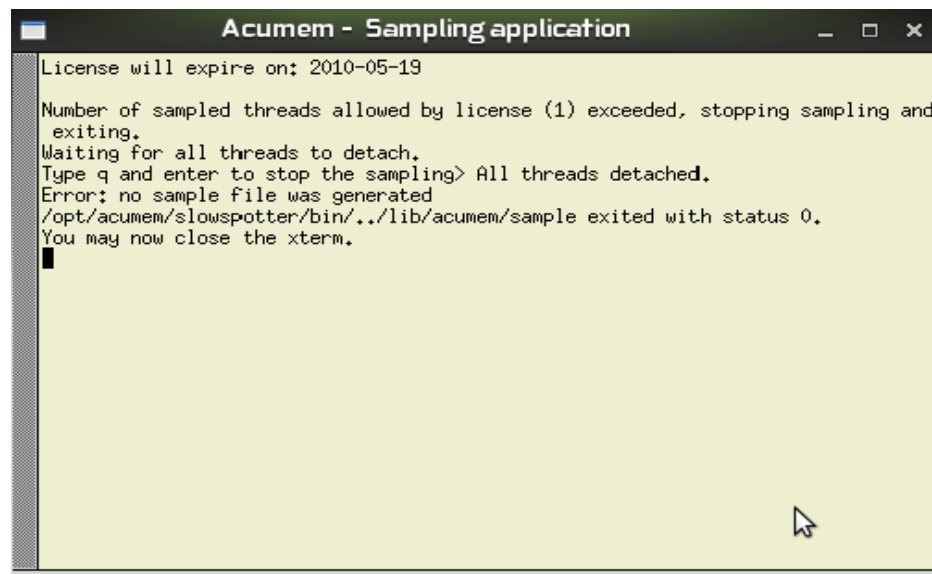 Acumem - Sampling application
License will expire on: 2010-05-19
Number of sampled threads allowed by license (1) exceeded, stopping sampling and
exiting.
Waiting for all threads to detach.
Type q and enter to stop the sampling> All threads detached.
Error: no sample file was generated
/opt/acumem/slowspotter/bin/../lib/acumem/sample exited with status 0.
You may now close the xterm.